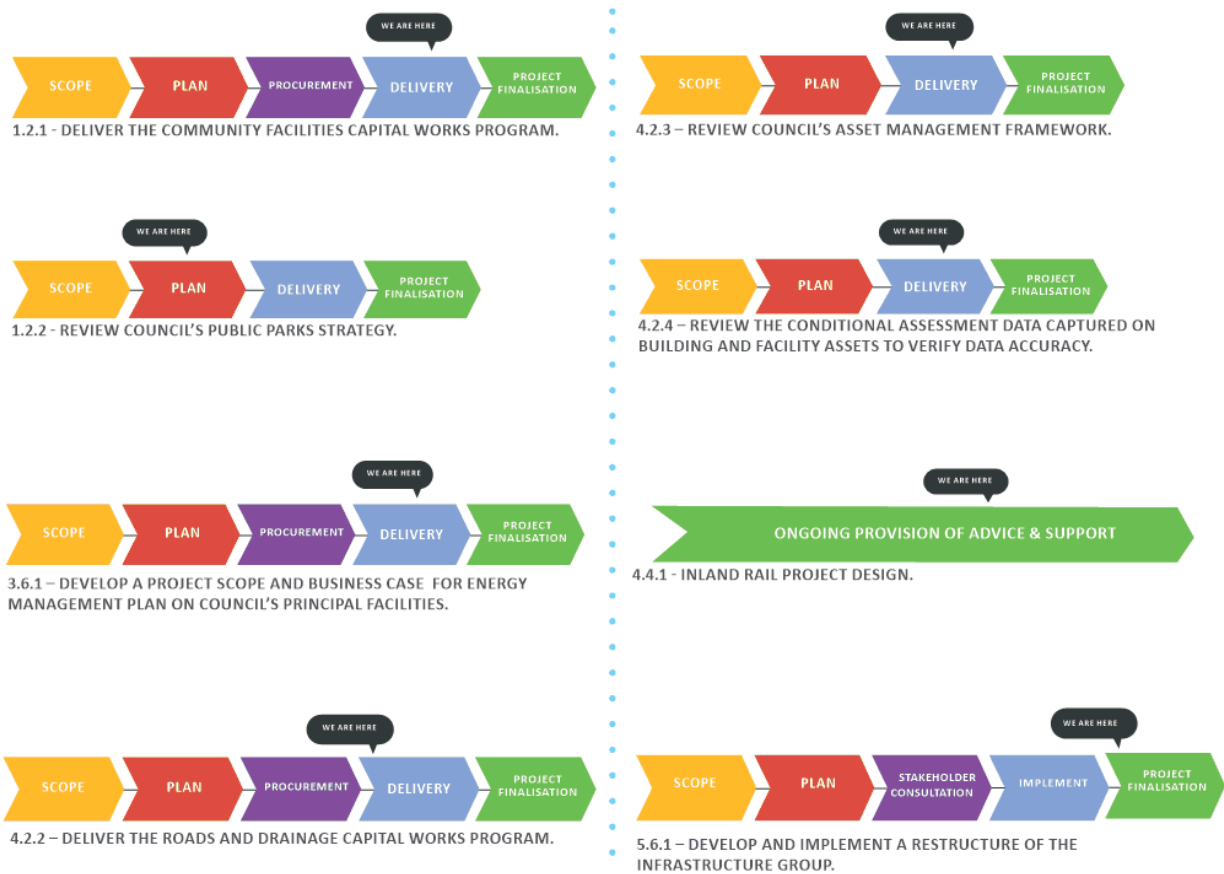 WE ARE HERE
SCOPE
PLAN
PROCUREMENT
DELIVERY
PROJECT
FINALISATION
1.2.1 - DELIVER THE COMMUNITY FACILITIES CAPITAL WORKS PROGRAM.
WE ARE HERE
SCOPE
PLAN
DELIVERY
PROJECT
FINALISATION
1.2.2 - REVIEW COUNCIL'S PUBLIC PARKS STRATEGY.
WE ARE HERE
SCOPE
PLAN
PROCUREMENT
DELIVERY
PROJECT
FINALISATION
3.6.1 – DEVELOP A PROJECT SCOPE AND BUSINESS CASE FOR ENERGY
MANAGEMENT PLAN ON COUNCIL'S PRINCIPAL FACILITIES.
WE ARE HERE
SCOPE
PLAN
PROCUREMENT
DELIVERY
PROJECT
FINALISATION
4.2.2 – DELIVER THE ROADS AND DRAINAGE CAPITAL WORKS PROGRAM.
WE ARE HERE
SCOPE
PLAN
DELIVERY
PROJECT
FINALISATION
4.2.3 – REVIEW COUNCIL'S ASSET MANAGEMENT FRAMEWORK.
WE ARE HERE
SCOPE
PLAN
DELIVERY
PROJECT
FINALISATION
4.2.4 – REVIEW THE CONDITIONAL ASSESSMENT DATA CAPTURED ON
BUILDING AND FACILITY ASSETS TO VERIFY DATA ACCURACY.
WE ARE HERE
ONGOING PROVISION OF ADVICE & SUPPORT
4.4.1 - INLAND RAIL PROJECT DESIGN.
WE ARE HERE
SCOPE
PLAN
STAKEHOLDER
CONSULTATION
IMPLEMENT
PROJECT
FINALISATION
5.6.1 – DEVELOP AND IMPLEMENT A RESTRUCTURE OF THE
INFRASTRUCTURE GROUP.